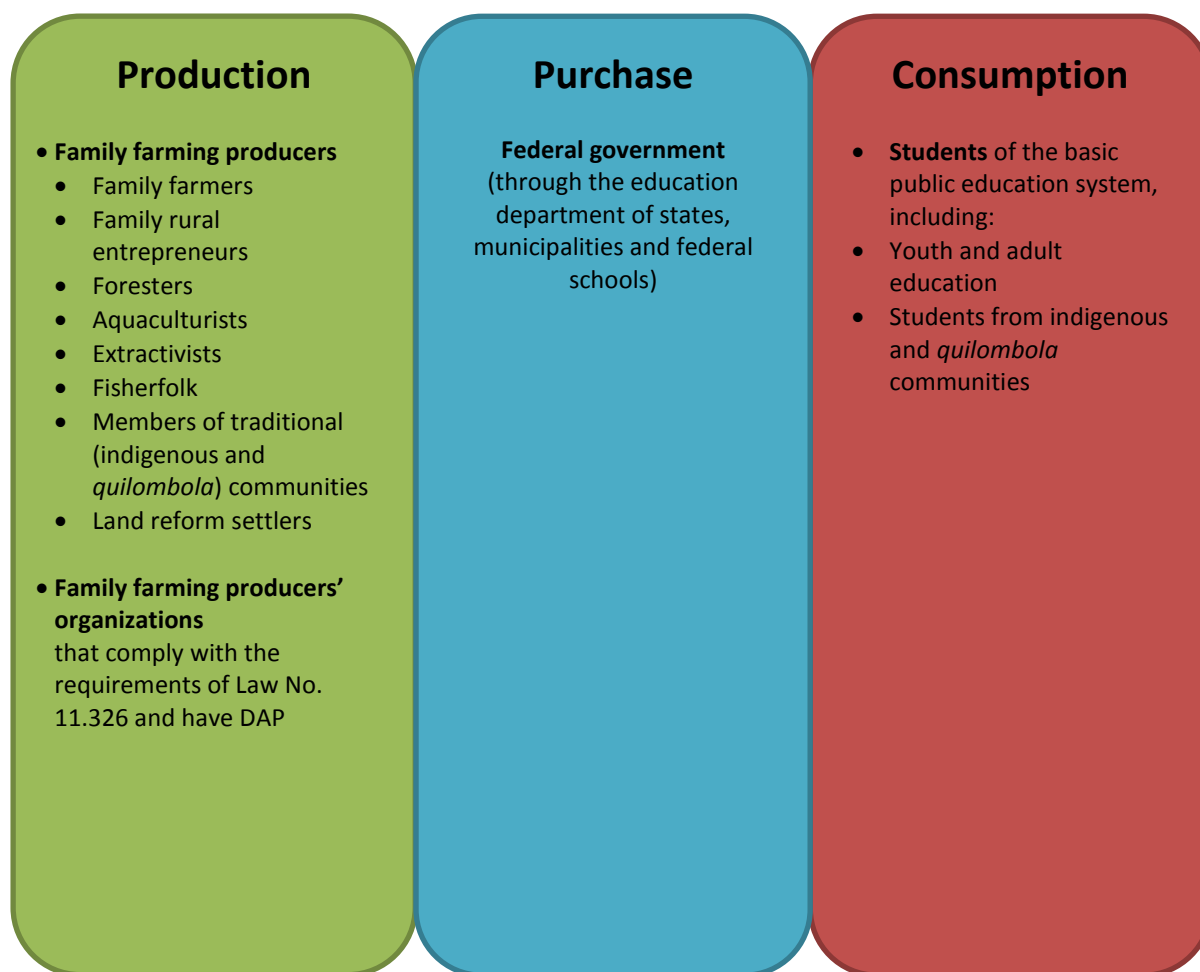 Production
• Family farming producers
• Family farmers
• Family rural
entrepreneurs
• Foresters
• Aquaculturists
• Extractivists
• Fisherfolk
• Members of traditional
(indigenous and
quilombola) communities
• Land reform settlers
• Family farming producers’
organizations
that comply with the
requirements of Law No.
11.326 and have DAP
Purchase
Federal government
(through the education
department of states,
municipalities and federal
schools)
Consumption
• Students of the basic
public education system,
including:
• Youth and adult
education
• Students from indigenous
and quilombola
communities